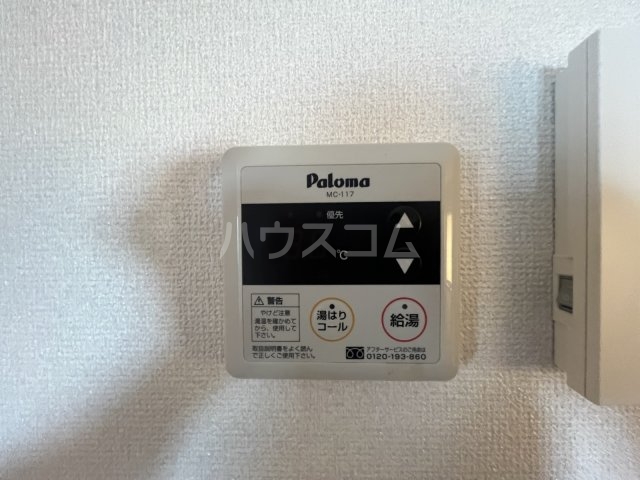 Paloma
MC-117
優先
ハウスコム
℃
警告
やけど注意
湯温を確かめて
から、使用して
下さい。
取扱説明書をよく読ん
で正しくご使用下さい。
湯はり
コール
給湯
アフターサービスのご用命は
0120-193-860